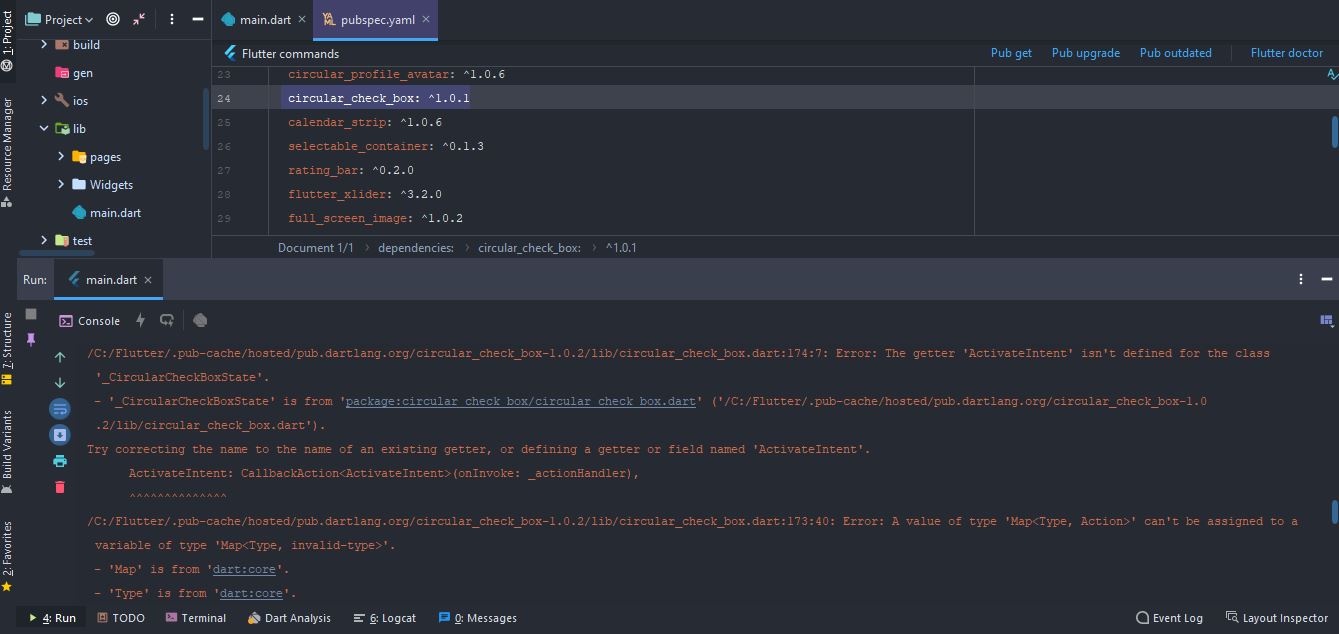 1: Project
Resource Manager
7: Structure
Build Variants
2: Favorites
Project
build
gen
ios
lib
pages
Widgets
main.dart
test
main.dart
pubspec.yaml
Flutter commands
Pub get
Pub upgrade
Pub outdated
Flutter doctor
23 circular_profile_avatar: ^1.0.6
24 circular_check_box: ^1.0.1
25 calendar_strip: ^1.0.6
26 selectable_container: ^0.1.3
27 rating_bar: ^0.2.0
28 flutter_xlider: ^3.2.0
29 full_screen_image: ^1.0.2
Document 1/1 › dependencies: › circular_check_box: › ^1.0.1
Run: main.dart
Console
/C:/Flutter/.pub-cache/hosted/pub.dartlang.org/circular_check_box-1.0.2/lib/circular_check_box.dart:174:7: Error: The getter 'ActivateIntent' isn't defined for the class
'_CircularCheckBoxState'.
- '_CircularCheckBoxState' is from 'package:circular_check_box/circular_check_box.dart' ('/C:/Flutter/.pub-cache/hosted/pub.dartlang.org/circular_check_box-1.0
.2/lib/circular_check_box.dart').
Try correcting the name to the name of an existing getter, or defining a getter or field named 'ActivateIntent'.
ActivateIntent: CallbackAction<ActivateIntent>(onInvoke: _actionHandler),
^^^^^^^^^^^^^^
/C:/Flutter/.pub-cache/hosted/pub.dartlang.org/circular_check_box-1.0.2/lib/circular_check_box.dart:173:40: Error: A value of type 'Map<Type, Action>' can't be assigned to a
variable of type 'Map<Type, invalid-type>'.
- 'Map' is from 'dart:core'.
- 'Type' is from 'dart:core'.
4: Run
TODO
Terminal
Dart Analysis
6: Logcat
0: Messages
Event Log
Layout Inspector